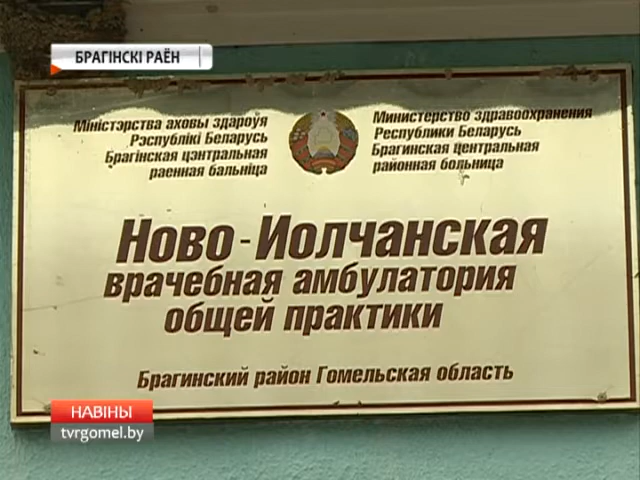 БРАГІНСКІ РАЁН
Міністэрства аховы здароўя
Рэспублікі Беларусь
Брагінская цэнтральная
раенная бальніца
Министерство здравоохранения
Республики Беларусь
Брагинская центральная
районная больница
Ново - Иолчанская
врачебная амбулатория
общей практики
Брагинский район Гомельская область
НАВІНЫ
tvrgomel.by